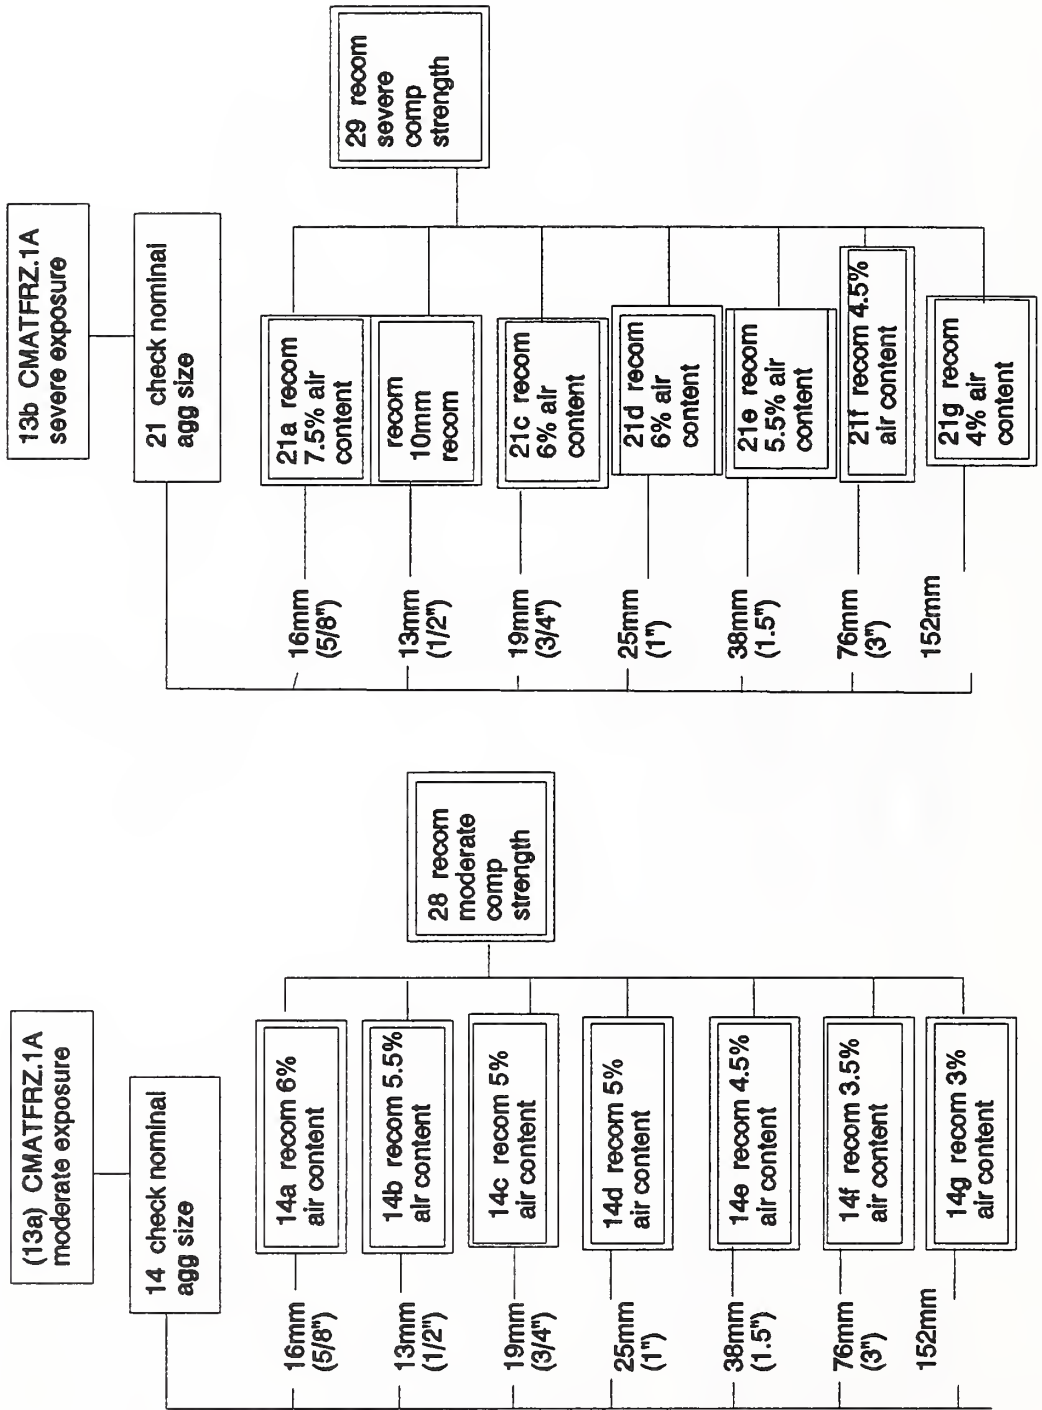 (13a) CMATFRZ.1A
moderate exposure
14 check nominal
agg size
16mm
(5/8")
14a recom 6%
air content
13mm
(1/2")
14b recom 5.5%
air content
19mm
(3/4")
14c recom 5%
air content
25mm
(1")
14d recom 5%
air content
38mm
(1.5")
14e recom 4.5%
air content
76mm
(3")
14f recom 3.5%
air content
152mm
14g recom 3%
air content
28 recom
moderate
comp
strength
13b CMATFRZ.1A
severe exposure
21 check nominal
agg size
16mm
(5/8")
21a recom
7.5% air
content
13mm
(1/2")
recom
10mm
recom
19mm
(3/4")
21c recom
6% air
content
25mm
(1")
21d recom
6% air
content
38mm
(1.5")
21e recom
5.5% air
content
76mm
(3")
21f recom 4.5%
air content
152mm
21g recom
4% air
content
29 recom
severe
comp
strength